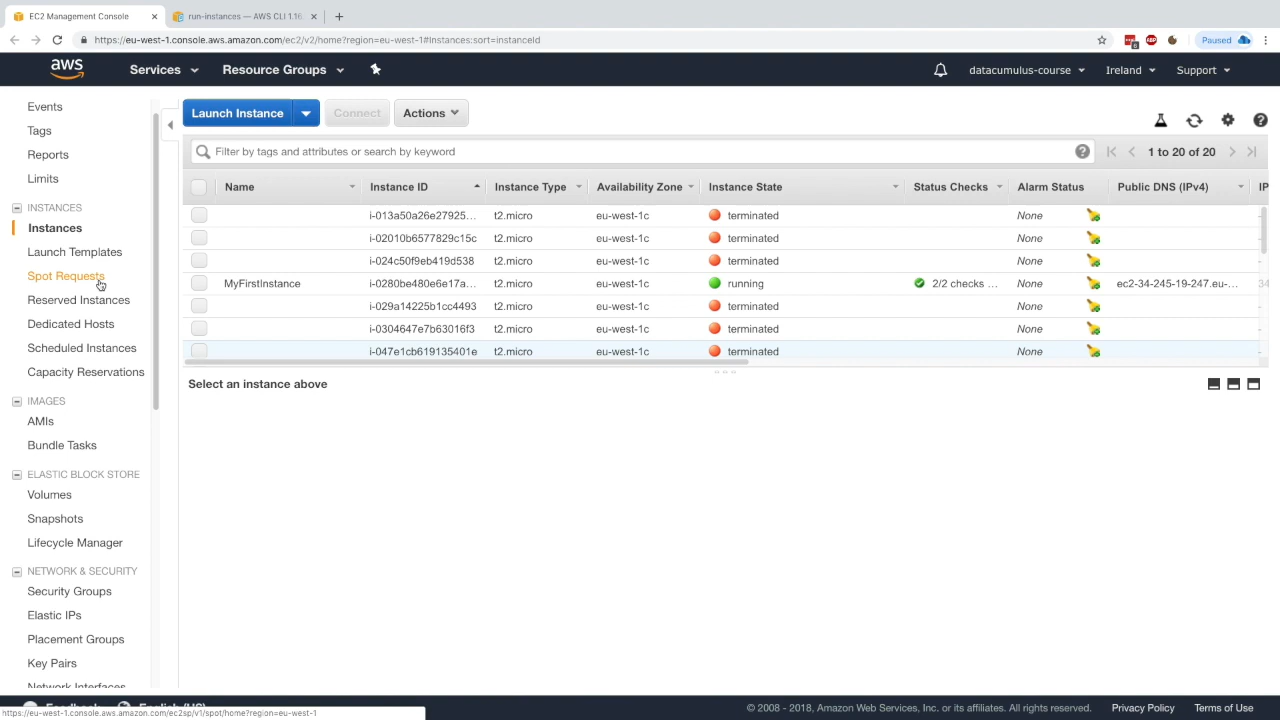 EC2 Management Console
run-instances — AWS CLI 1.16
https://eu-west-1.console.aws.amazon.com/ec2/v2/home?region=eu-west-1#Instances:sort=instanceId
Paused
aws
Services
Resource Groups
datacumulus-course
Ireland
Support
Events
Tags
Reports
Limits
INSTANCES
Instances
Launch Templates
Spot Requests
Reserved Instances
Dedicated Hosts
Scheduled Instances
Capacity Reservations
IMAGES
AMIs
Bundle Tasks
ELASTIC BLOCK STORE
Volumes
Snapshots
Lifecycle Manager
NETWORK & SECURITY
Security Groups
Elastic IPs
Placement Groups
Key Pairs
Network Interfaces
Launch Instance
Connect
Actions
Filter by tags and attributes or search by keyword
1 to 20 of 20
Name Instance ID Instance Type Availability Zone Instance State Status Checks Alarm Status Public DNS (IPv4) IP
i-013a50a26e27925... t2.micro eu-west-1c terminated None -
i-02010b6577829c15c t2.micro eu-west-1c terminated None -
i-024c50f9eb419d538 t2.micro eu-west-1c terminated None -
MyFirstInstance i-0280be480e6e17a... t2.micro eu-west-1c running 2/2 checks ... None ec2-34-245-19-247.eu-... 34
i-029a14225b1cc4493 t2.micro eu-west-1c terminated None -
i-0304647e7b63016f3 t2.micro eu-west-1c terminated None -
i-047e1cb619135401e t2.micro eu-west-1c terminated None -
Select an instance above
Feedback English (US)
© 2008 - 2018, Amazon Web Services, Inc. or its affiliates. All rights reserved. Privacy Policy Terms of Use
https://eu-west-1.console.aws.amazon.com/ec2sp/v1/spot/home?region=eu-west-1